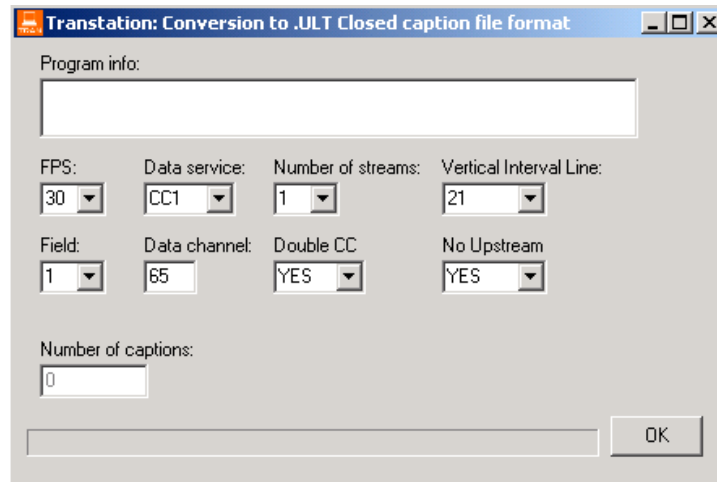 Transtation: Conversion to .ULT Closed caption file format
Program info:
FPS: Data service: Number of streams: Vertical Interval Line:
30 CC1 1 21
Field: Data channel: Double CC No Upstream
1 65 YES YES
Number of captions:
0
OK